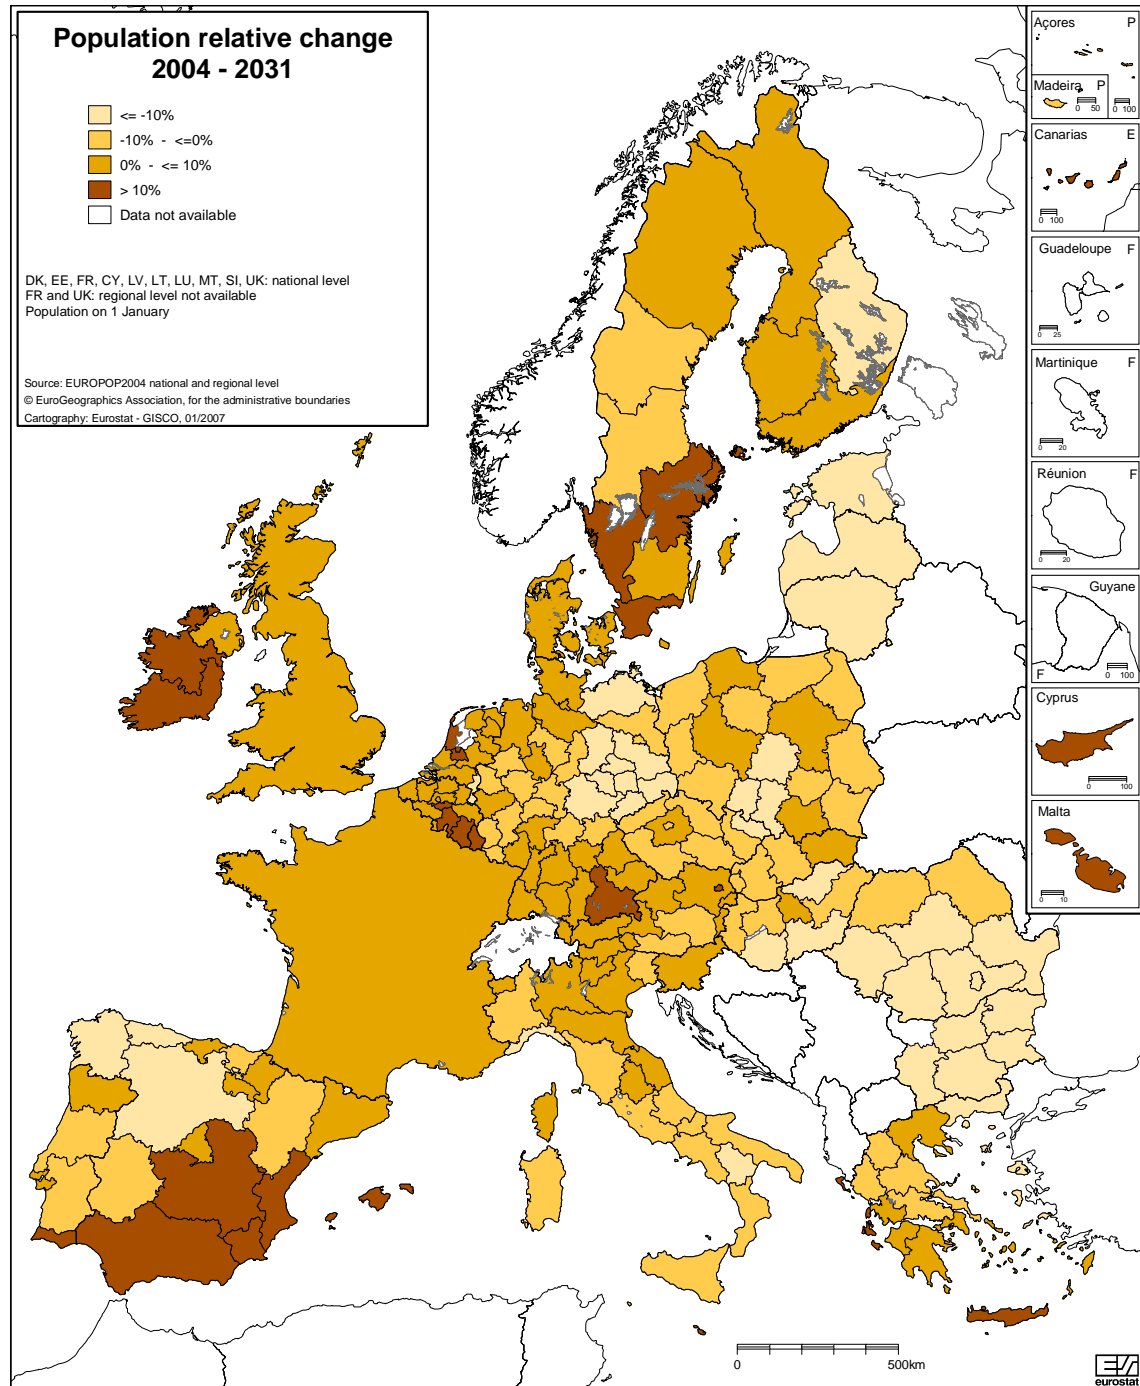 Population relative change
2004 - 2031
<= -10%
-10% - <=0%
0% - <= 10%
> 10%
Data not available
DK, EE, FR, CY, LV, LT, LU, MT, SI, UK: national level
FR and UK: regional level not available
Population on 1 January
Source: EUROPOP2004 national and regional level
© EuroGeographics Association, for the administrative boundaries
Cartography: Eurostat - GISCO, 01/2007
Açores P
Madeira P
0 50
0 100
Canarias E
0 100
Guadeloupe F
0 25
Martinique F
0 20
Réunion F
0 20
Guyane
F
0 100
Cyprus
0 100
Malta
0 10
0 500km
eurostat